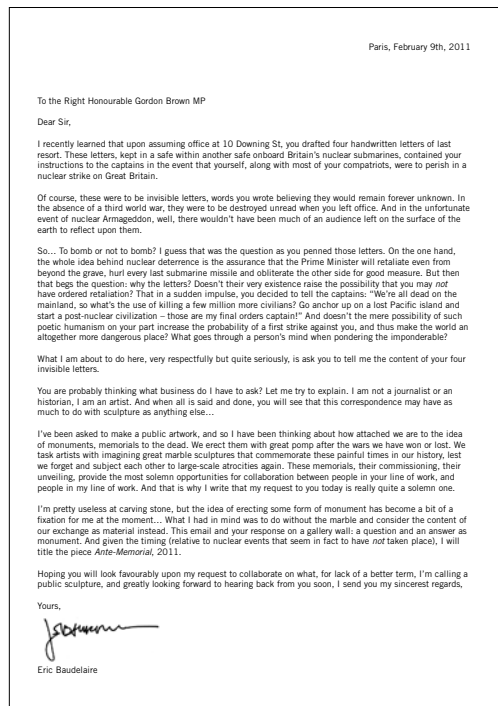 Paris, February 9th, 2011
To the Right Honourable Gordon Brown MP
Dear Sir,
I recently learned that upon assuming office at 10 Downing St, you drafted four handwritten letters of last
resort. These letters, kept in a safe within another safe onboard Britain's nuclear submarines, contained your
instructions to the captains in the event that yourself, along with most of your compatriots, were to perish in a
nuclear strike on Great Britain.
Of course, these were to be invisible letters, words you wrote believing they would remain forever unknown. In
the absence of a third world war, they were to be destroyed unread when you left office. And in the unfortunate
event of nuclear Armageddon, well, there wouldn't have been much of an audience left on the surface of the
earth to reflect upon them.
So... To bomb or not to bomb? I guess that was the question as you penned those letters. On the one hand,
the whole idea behind nuclear deterrence is the assurance that the Prime Minister will retaliate even from
beyond the grave, hurl every last submarine missile and obliterate the other side for good measure. But then
that begs the question: why the letters? Doesn't their very existence raise the possibility that you may not
have ordered retaliation? That in a sudden impulse, you decided to tell the captains: “We're all dead on the
mainland, so what's the use of killing a few million more civilians? Go anchor up on a lost Pacific island and
start a post-nuclear civilization – those are my final orders captain!” And doesn't the mere possibility of such
poetic humanism on your part increase the probability of a first strike against you, and thus make the world an
altogether more dangerous place? What goes through a person's mind when pondering the imponderable?
What I am about to do here, very respectfully but quite seriously, is ask you to tell me the content of your four
invisible letters.
You are probably thinking what business do I have to ask? Let me try to explain. I am not a journalist or an
historian, I am an artist. And when all is said and done, you will see that this correspondence may have as
much to do with sculpture as anything else...
I've been asked to make a public artwork, and so I have been thinking about how attached we are to the idea
of monuments, memorials to the dead. We erect them with great pomp after the wars we have won or lost. We
task artists with imagining great marble sculptures that commemorate these painful times in our history, lest
we forget and subject each other to large-scale atrocities again. These memorials, their commissioning, their
unveiling, provide the most solemn opportunities for collaboration between people in your line of work, and
people in my line of work. And that is why I write that my request to you today is really quite a solemn one.
I'm pretty useless at carving stone, but the idea of erecting some form of monument has become a bit of a
fixation for me at the moment... What I had in mind was to do without the marble and consider the content of
our exchange as material instead. This email and your response on a gallery wall: a question and an answer as
monument. And given the timing (relative to nuclear events that seem in fact to have not taken place), I will
title the piece Ante-Memorial, 2011.
Hoping you will look favourably upon my request to collaborate on what, for lack of a better term, I'm calling a
public sculpture, and greatly looking forward to hearing back from you soon, I send you my sincerest regards,
Yours,
Eric Baudelaire